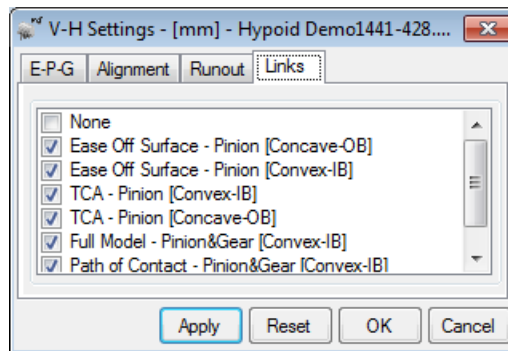 V-H Settings - [mm] - Hypoid Demo1441-428....
E-P-G Alignment Runout Links
None
Ease Off Surface - Pinion [Concave-OB]
Ease Off Surface - Pinion [Convex-IB]
TCA - Pinion [Convex-IB]
TCA - Pinion [Concave-OB]
Full Model - Pinion&Gear [Convex-IB]
Path of Contact - Pinion&Gear [Convex-IB]
Apply Reset OK Cancel